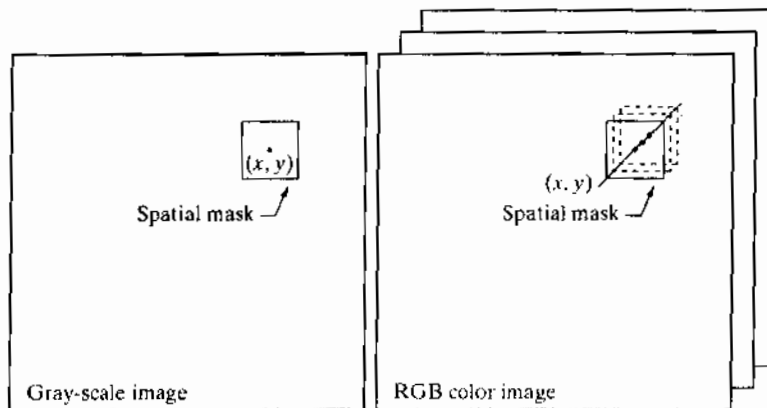 (x, y)
Spatial mask
Gray-scale image
(x, y)
Spatial mask
RGB color image